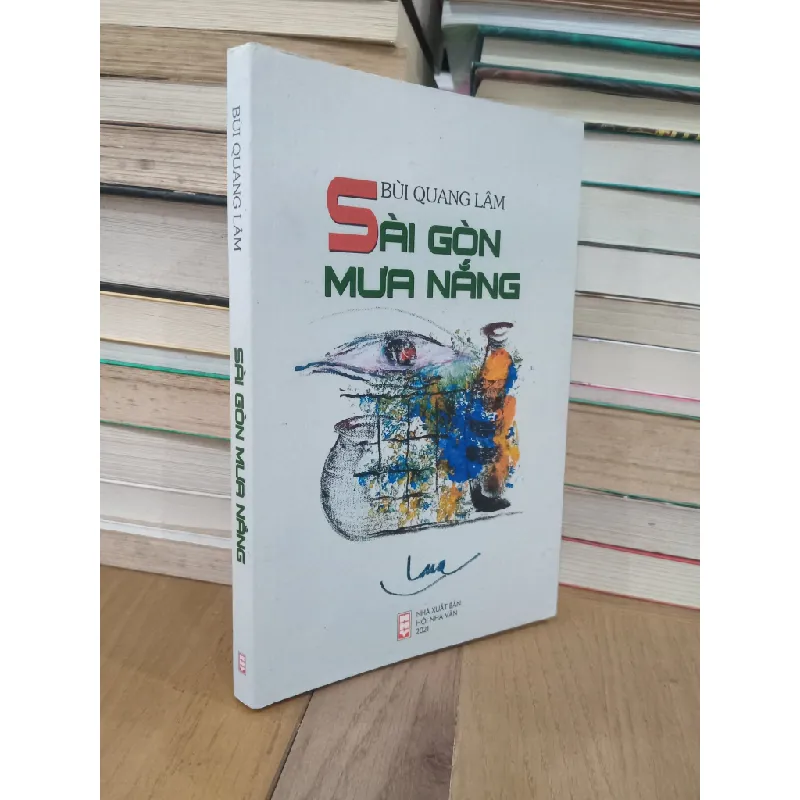 BÙI QUANG LÂM
SÀI GÒN MƯA NẮNG
BÙI QUANG LÂM
SÀI GÒN
MƯA NẮNG
NHÀ XUẤT BẢN
HỘI NHÀ VĂN
2021